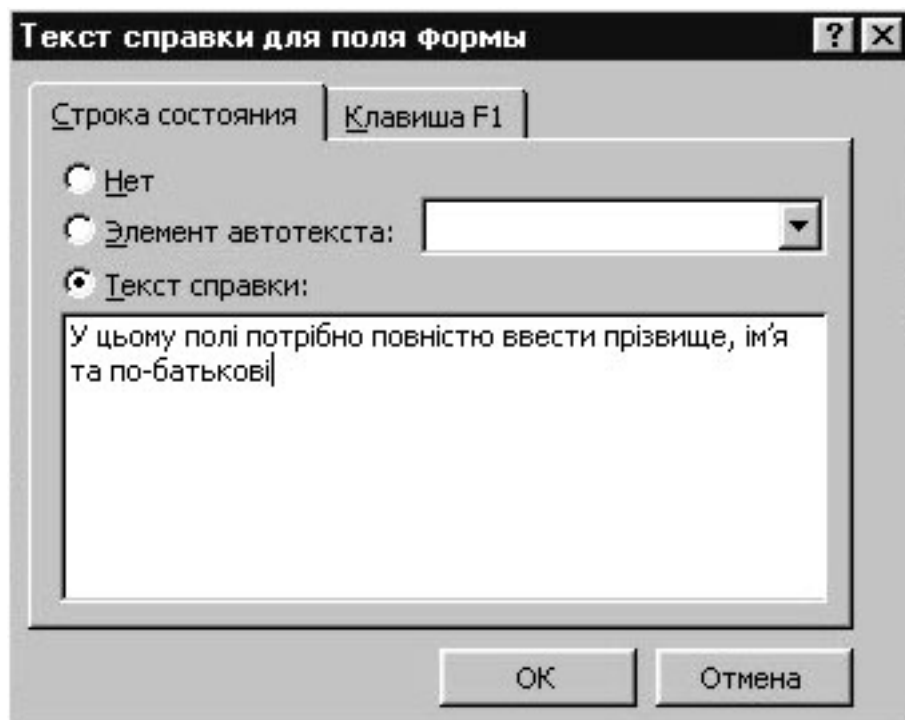 Текст справки для поля формы
Строка состояния Клавиша F1
Нет
Элемент автотекста:
Текст справки:
У цьому полі потрібно повністю ввести прізвище, ім’я
та по-батькові
ОК Отмена